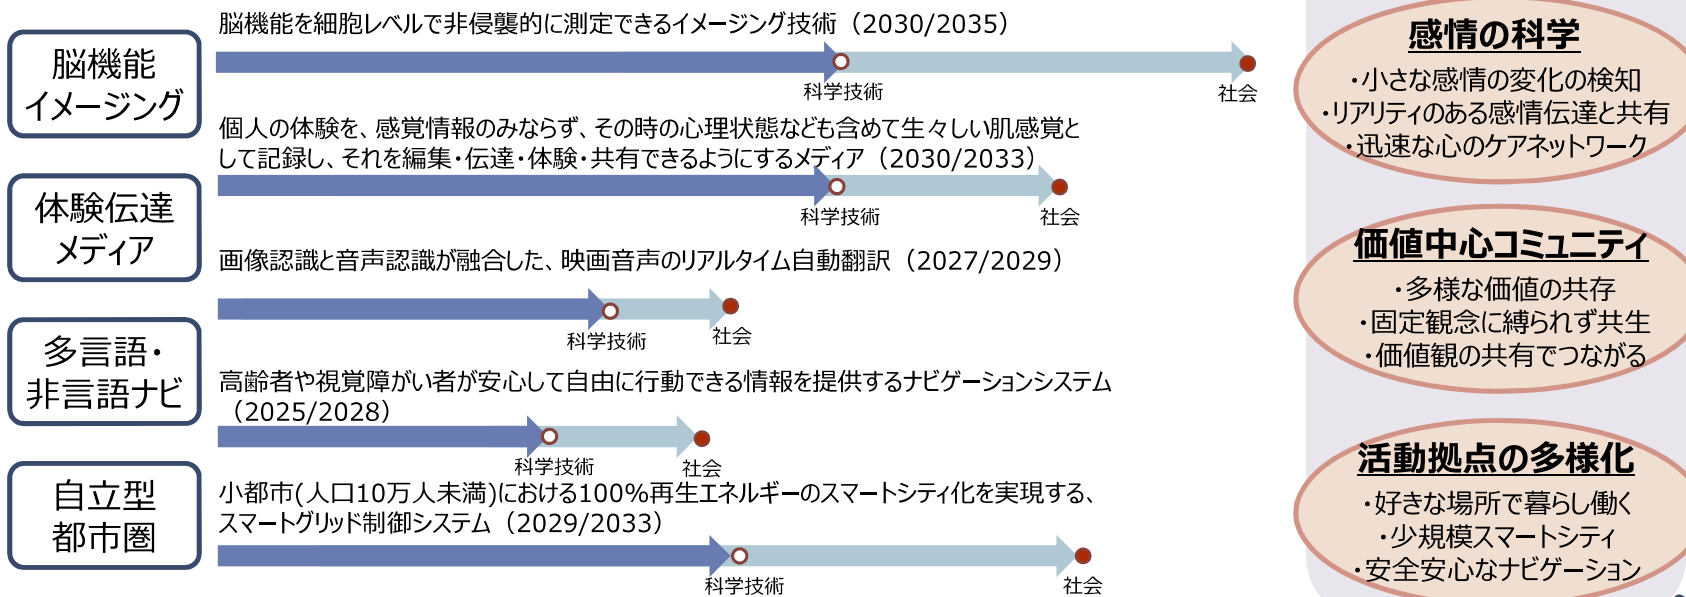 脳機能
イメージング
体験伝達
メディア
多言語・
非言語ナビ
自立型
都市圏
脳機能を細胞レベルで非侵襲的に測定できるイメージング技術（2030/2035）
科学技術
社会
個人の体験を、感覚情報のみならず、その時の心理状態なども含めて生々しい肌感覚と
して記録し、それを編集・伝達・体験・共有できるようにするメディア（2030/2033）
科学技術
社会
画像認識と音声認識が融合した、映画音声のリアルタイム自動翻訳（2027/2029）
科学技術
社会
高齢者や視覚障がい者が安心して自由に行動できる情報を提供するナビゲーションシステム
（2025/2028）
科学技術
社会
小都市(人口10万人未満)における100%再生エネルギーのスマートシティ化を実現する、
スマートグリッド制御システム（2029/2033）
科学技術
社会
感情の科学
・小さな感情の変化の検知
・リアリティのある感情伝達と共有
・迅速な心のケアネットワーク
価値中心コミュニティ
・多様な価値の共存
・固定観念に縛られず共生
・価値観の共有でつながる
活動拠点の多様化
・好きな場所で暮らし働く
・少規模スマートシティ
・安全安心なナビゲーション